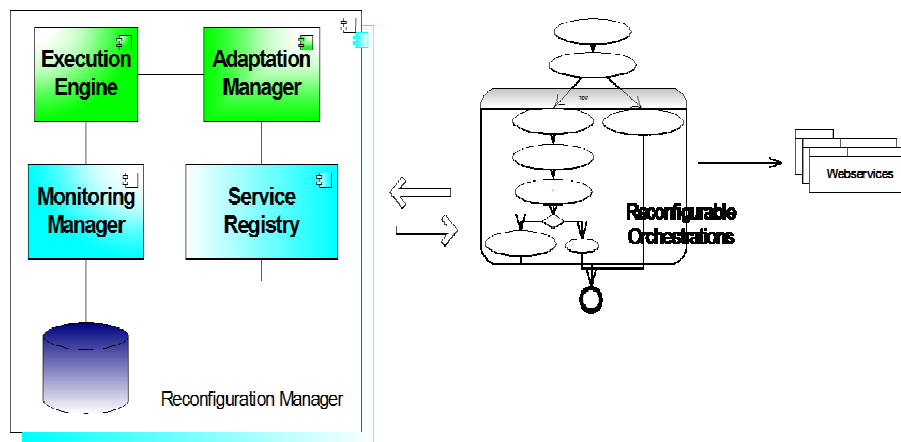 Execution
Engine
Adaptation
Manager
Monitoring
Manager
Service
Registry
Reconfiguration Manager
Reconfigurable
Orchestrations
Webservices